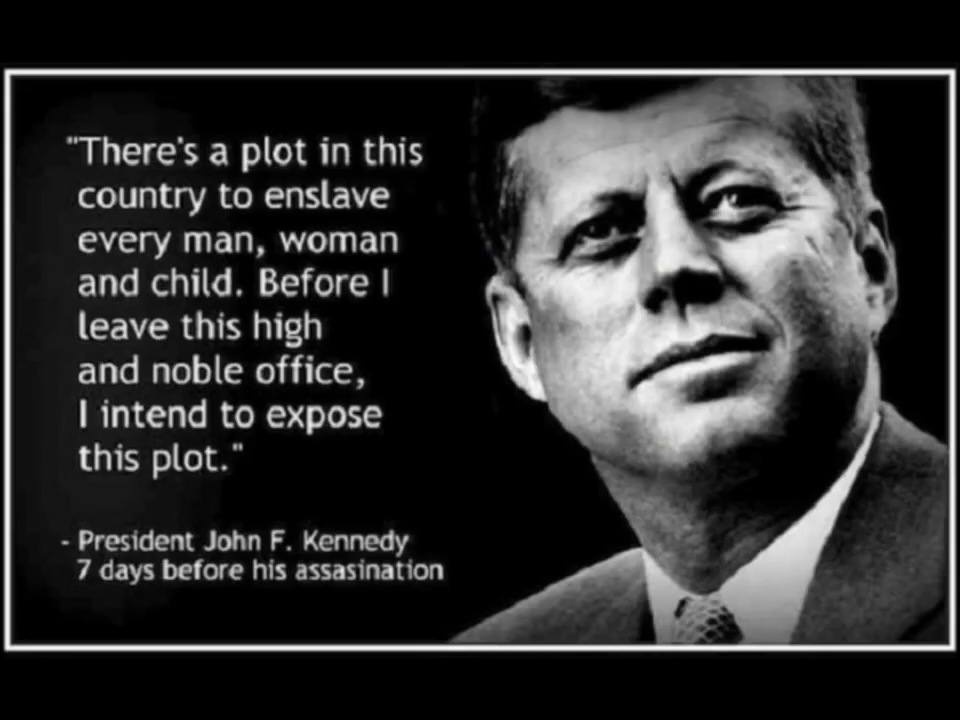 "There's a plot in this
country to enslave
every man, woman
and child. Before I
leave this high
and noble office,
I intend to expose
this plot."
- President John F. Kennedy
7 days before his assasination